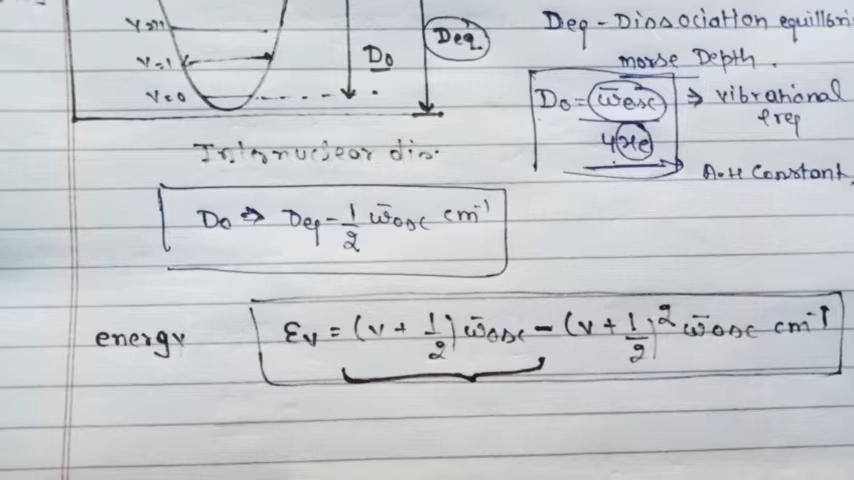 v=1
v=0
D₀
Deq
Internuclear dis.
Deq - Dissociation equilibri
morse Depth.
D₀ = ω̄osc
4xe
→ vibrational
freq
A.H Constant
D₀ ⇒ Deq - 1/2 ω̄osc cm⁻¹
energy
εv = (v + 1/2) ω̄osc - (v + 1/2)² ω̄osc cm⁻¹